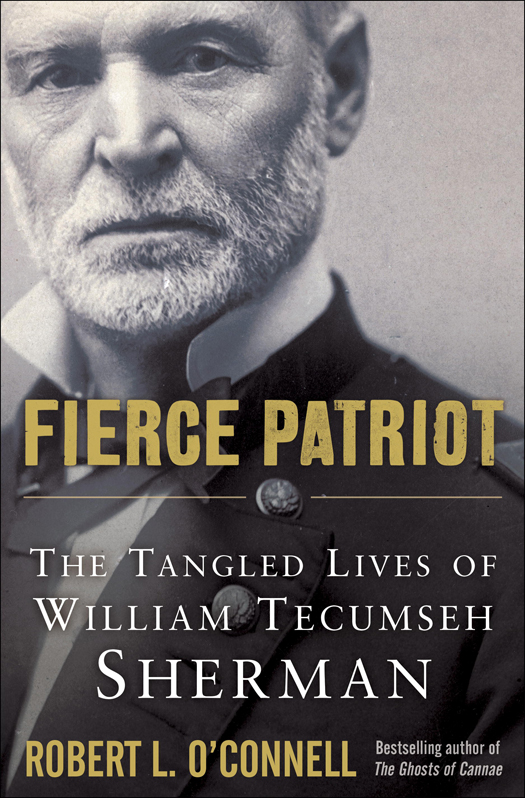 FIERCE PATRIOT
THE TANGLED LIVES OF
WILLIAM TECUMSEH
SHERMAN
ROBERT L. O'CONNELL
Bestselling author of
The Ghosts of Cannae